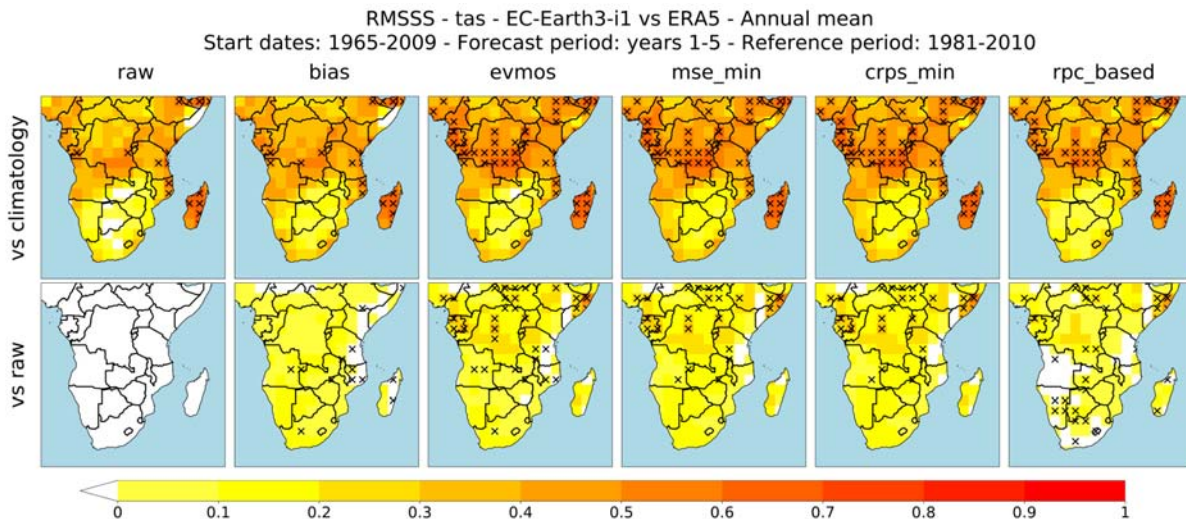 RMSSS - tas - EC-Earth3-i1 vs ERA5 - Annual mean
Start dates: 1965-2009 - Forecast period: years 1-5 - Reference period: 1981-2010
raw bias evmos mse_min crps_min rpc_based
vs climatology
vs raw
0 0.1 0.2 0.3 0.4 0.5 0.6 0.7 0.8 0.9 1